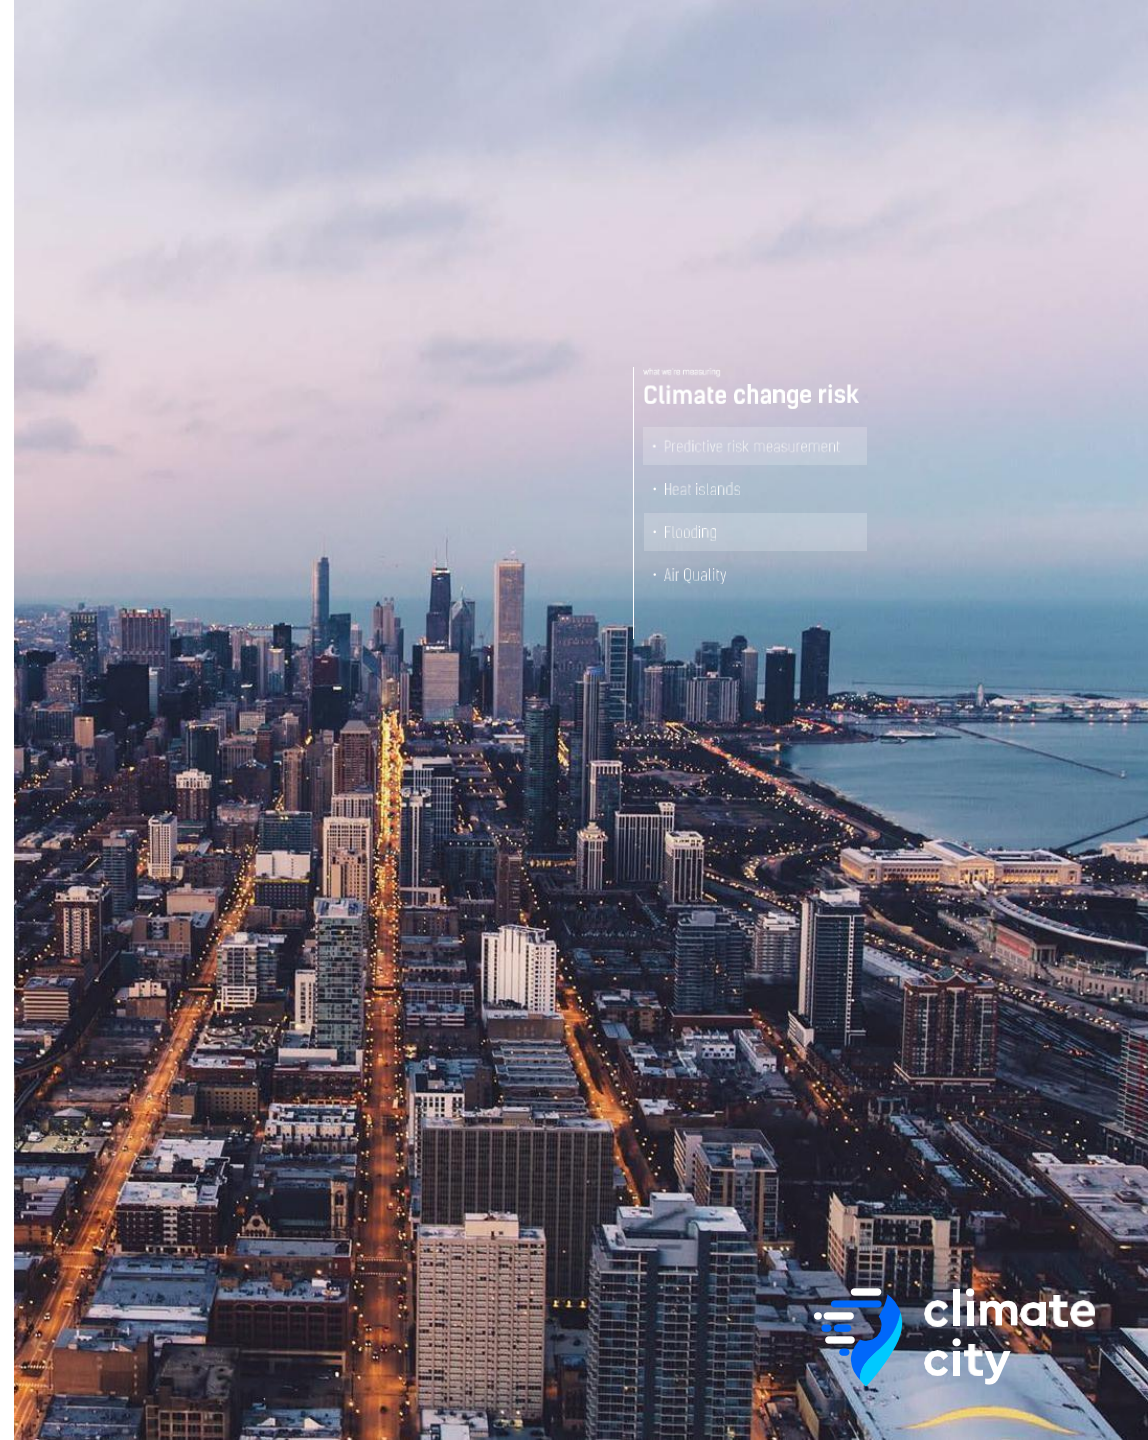 what we're measuring
Climate change risk
• Predictive risk measurement
• Heat islands
• Flooding
• Air Quality
climate
city